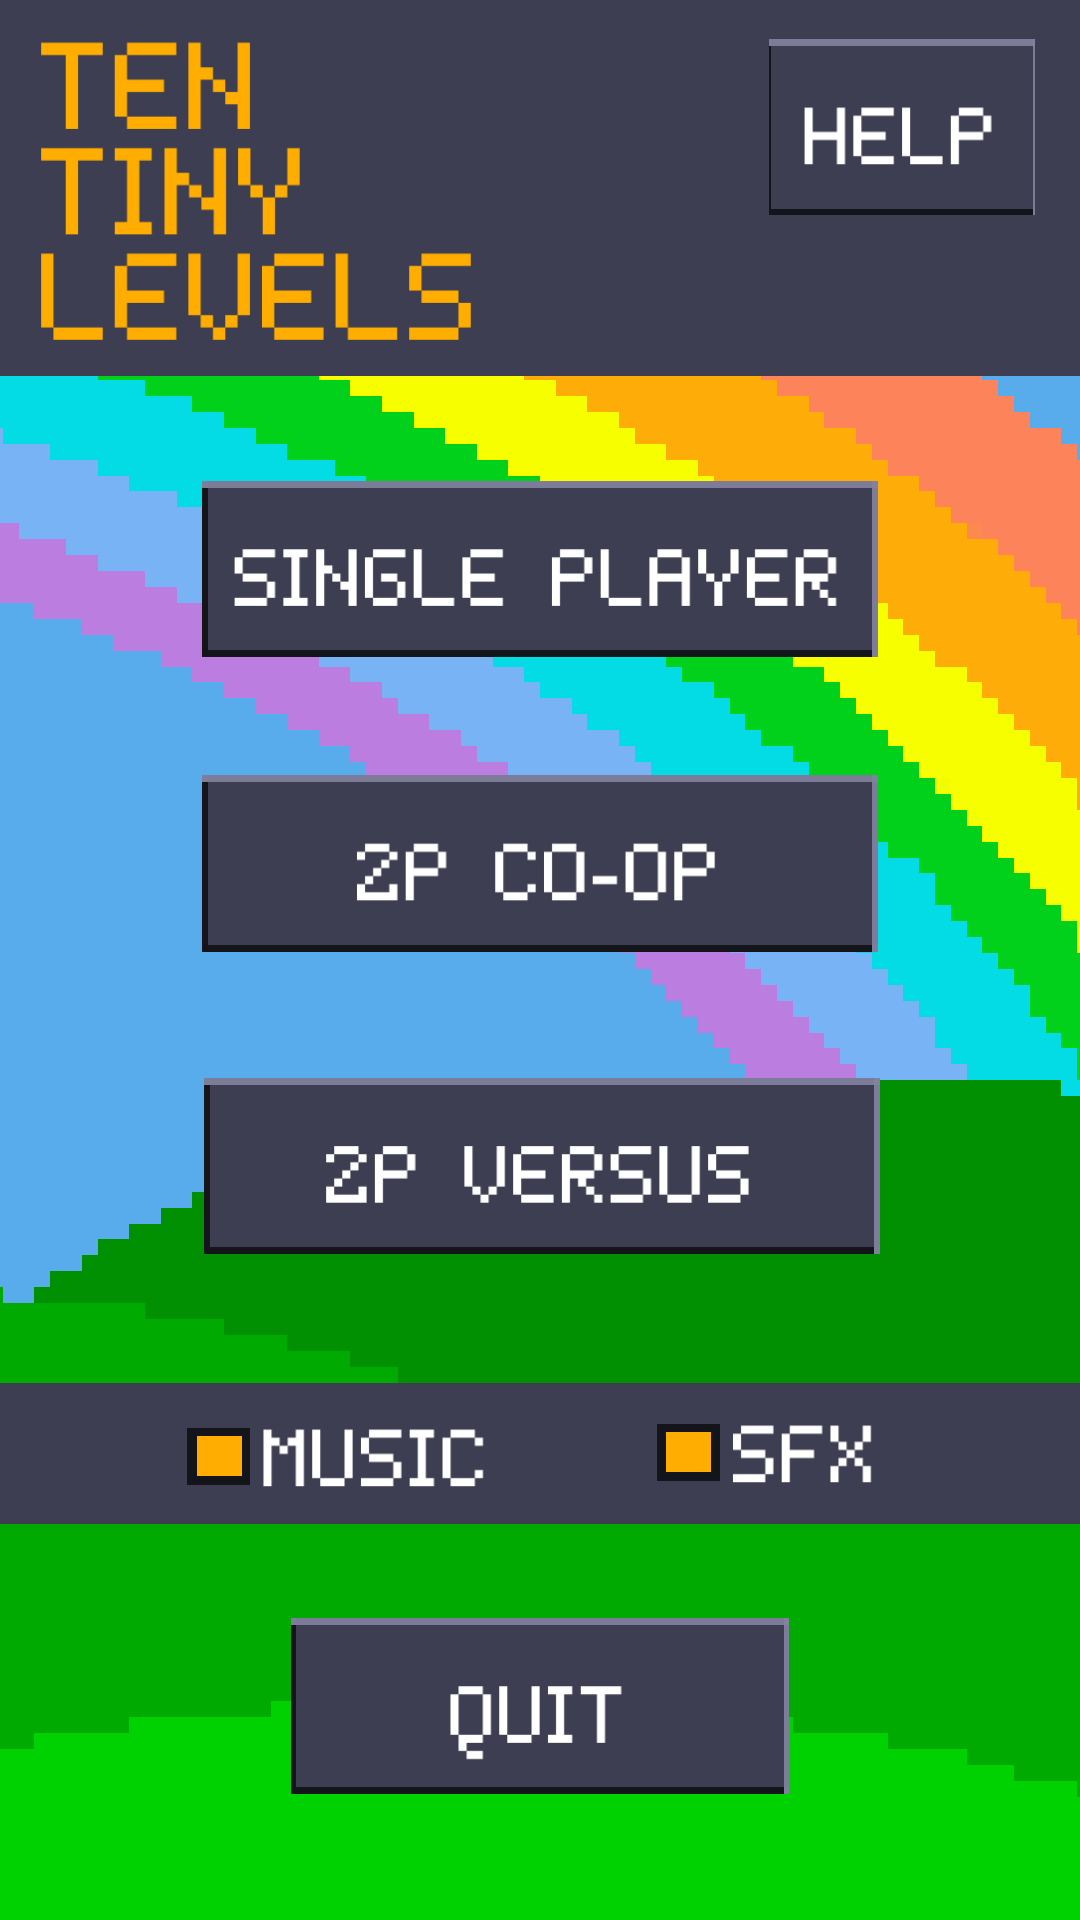 TEN
TINY
LEVELS
HELP
SINGLE PLAYER
2P CO-OP
2P VERSUS
MUSIC
SFX
QUIT